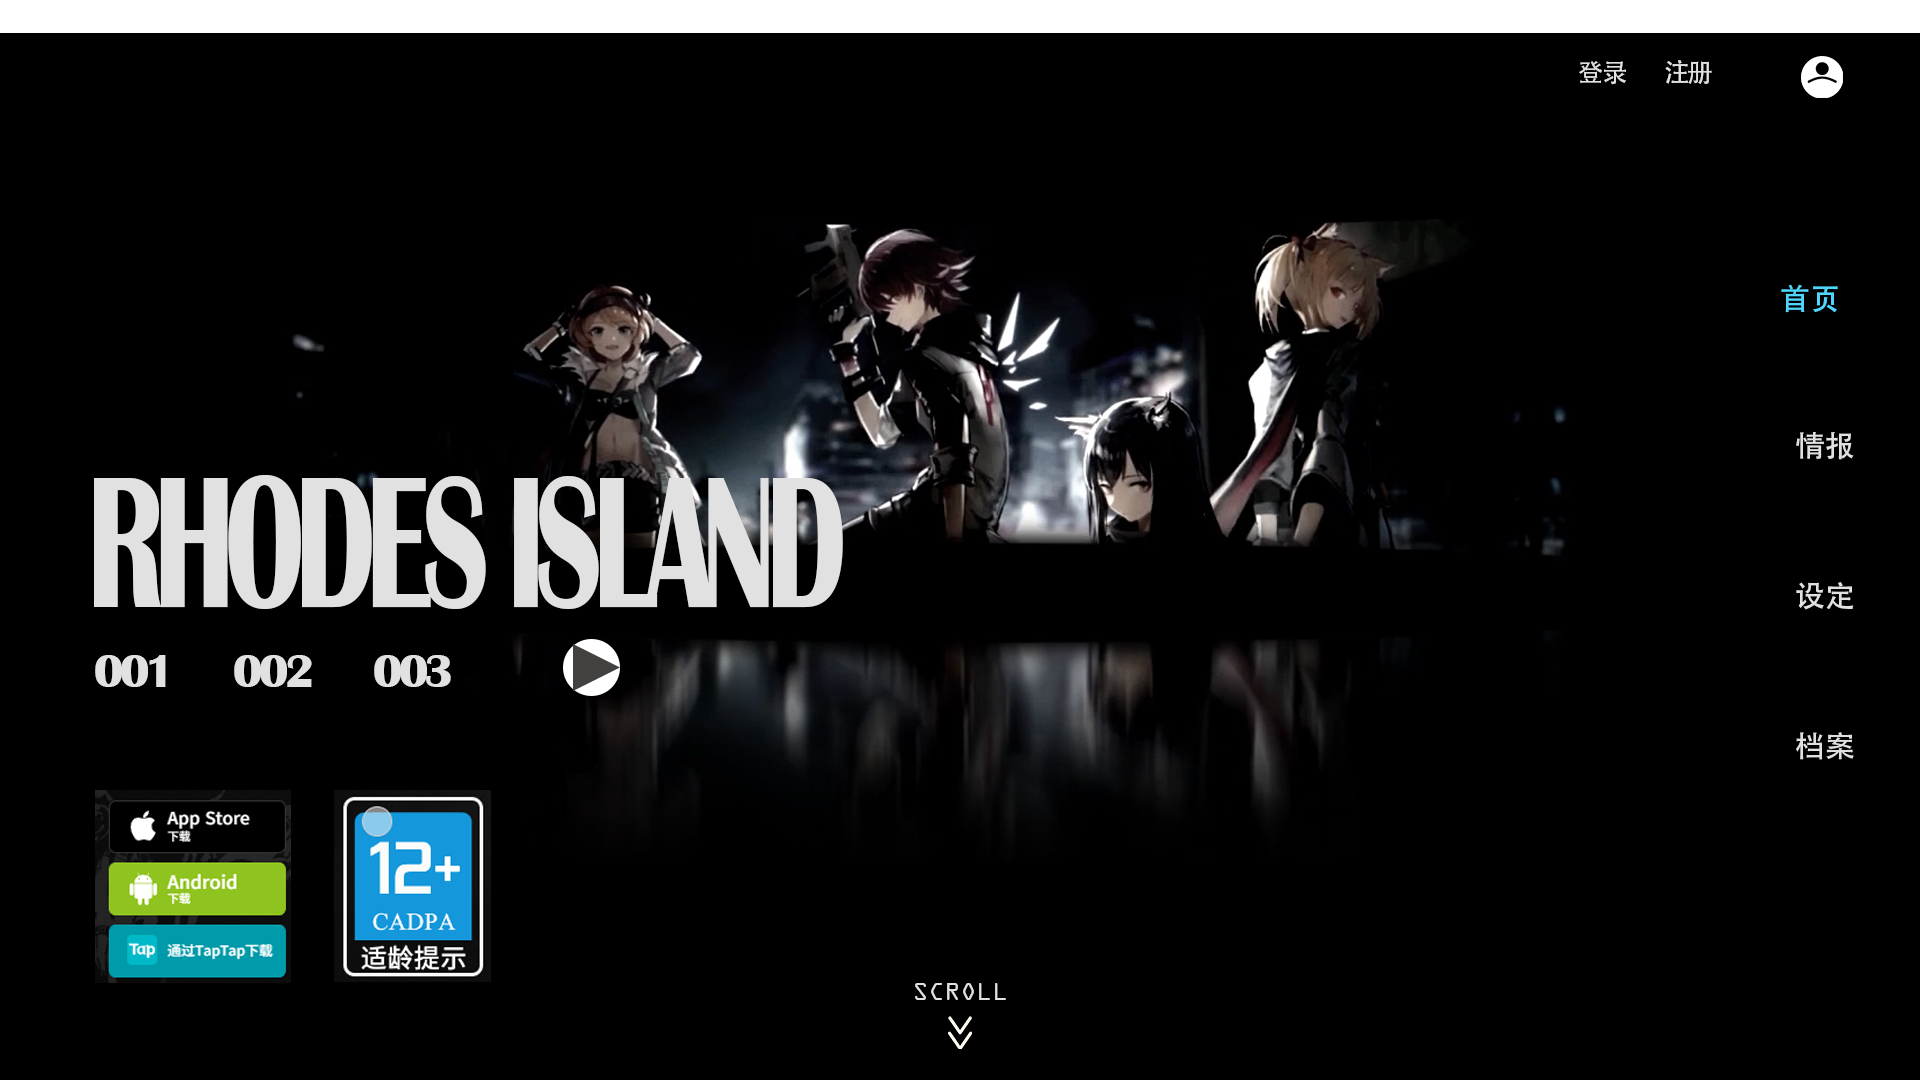 登录
注册
首页
情报
RHODES ISLAND
设定
001
002
003
档案
App Store
下载
Android
下载
Tap
通过TapTap下载
12+
CADPA
适龄提示
SCROLL